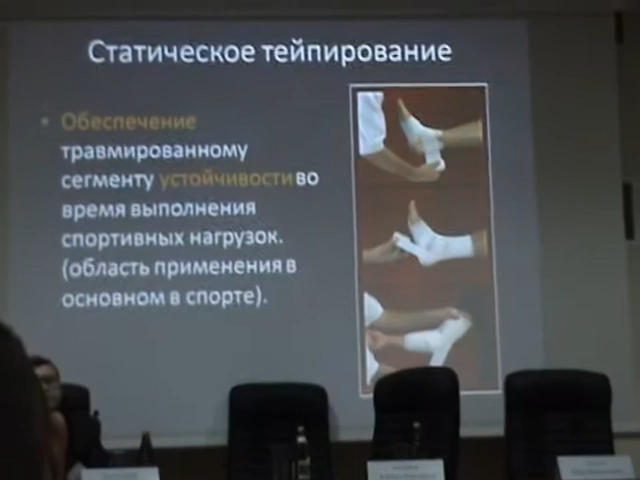 Статическое тейпирование
• Обеспечение
травмированному
сегменту устойчивости во
время выполнения
спортивных нагрузок.
(область применения в
основном в спорте).